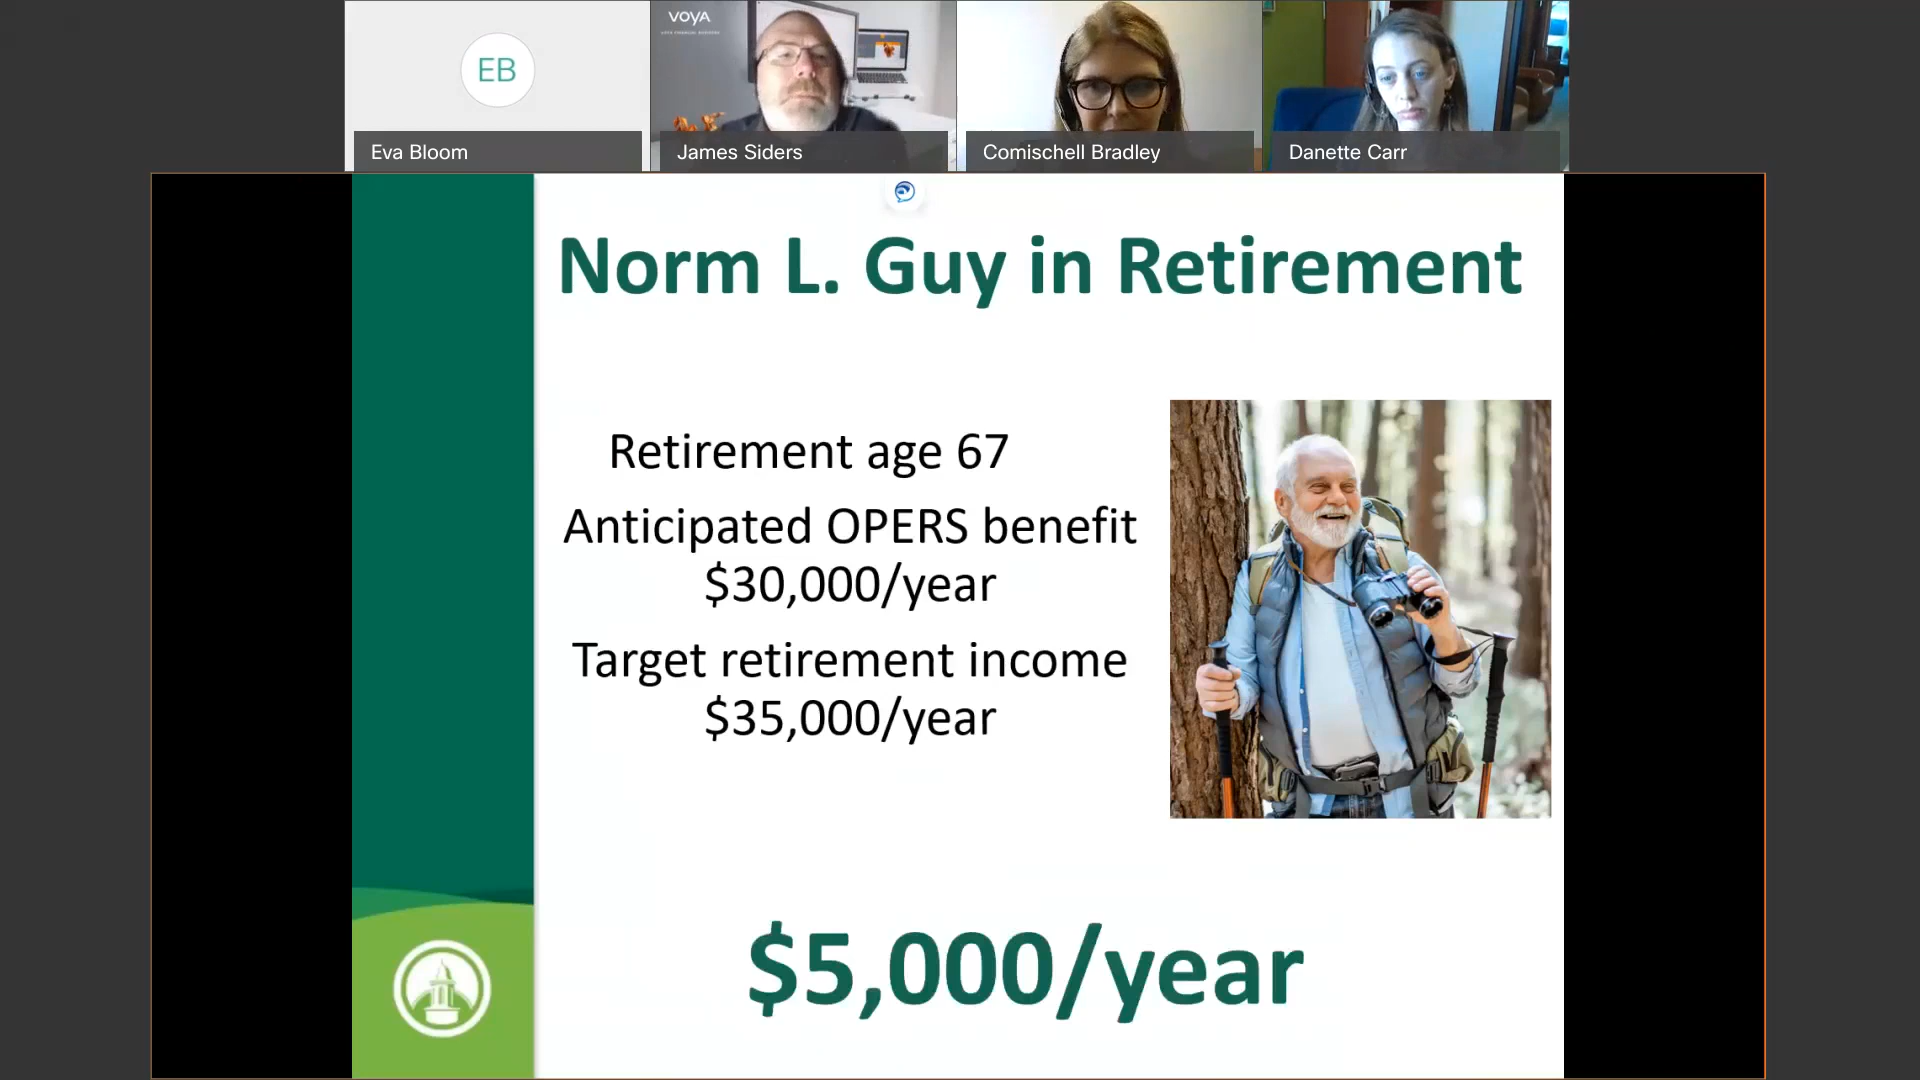 EB
VOYA
Eva Bloom
James Siders
Comischell Bradley
Danette Carr
Norm L. Guy in Retirement
Retirement age 67
Anticipated OPERS benefit
$30,000/year
Target retirement income
$35,000/year
$5,000/year